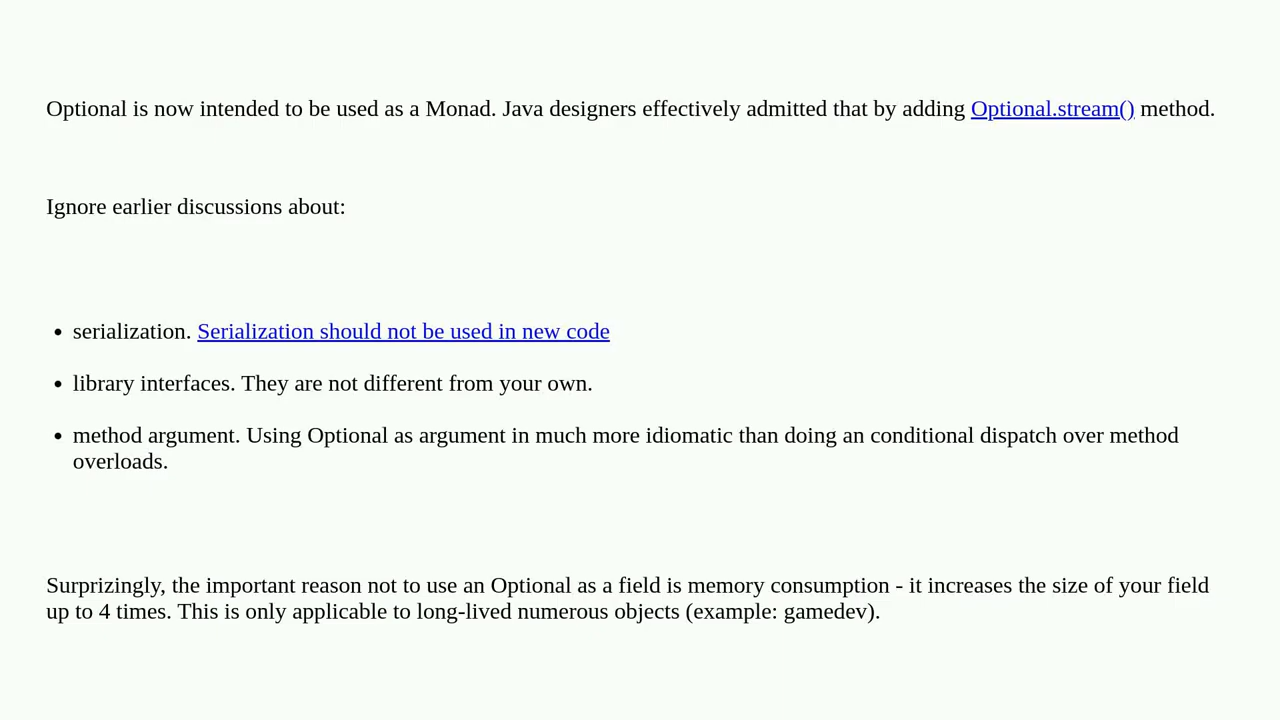 Optional is now intended to be used as a Monad. Java designers effectively admitted that by adding Optional.stream() method.
Ignore earlier discussions about:
• serialization. Serialization should not be used in new code
• library interfaces. They are not different from your own.
• method argument. Using Optional as argument in much more idiomatic than doing an conditional dispatch over method
overloads.
Surprizingly, the important reason not to use an Optional as a field is memory consumption - it increases the size of your field
up to 4 times. This is only applicable to long-lived numerous objects (example: gamedev).